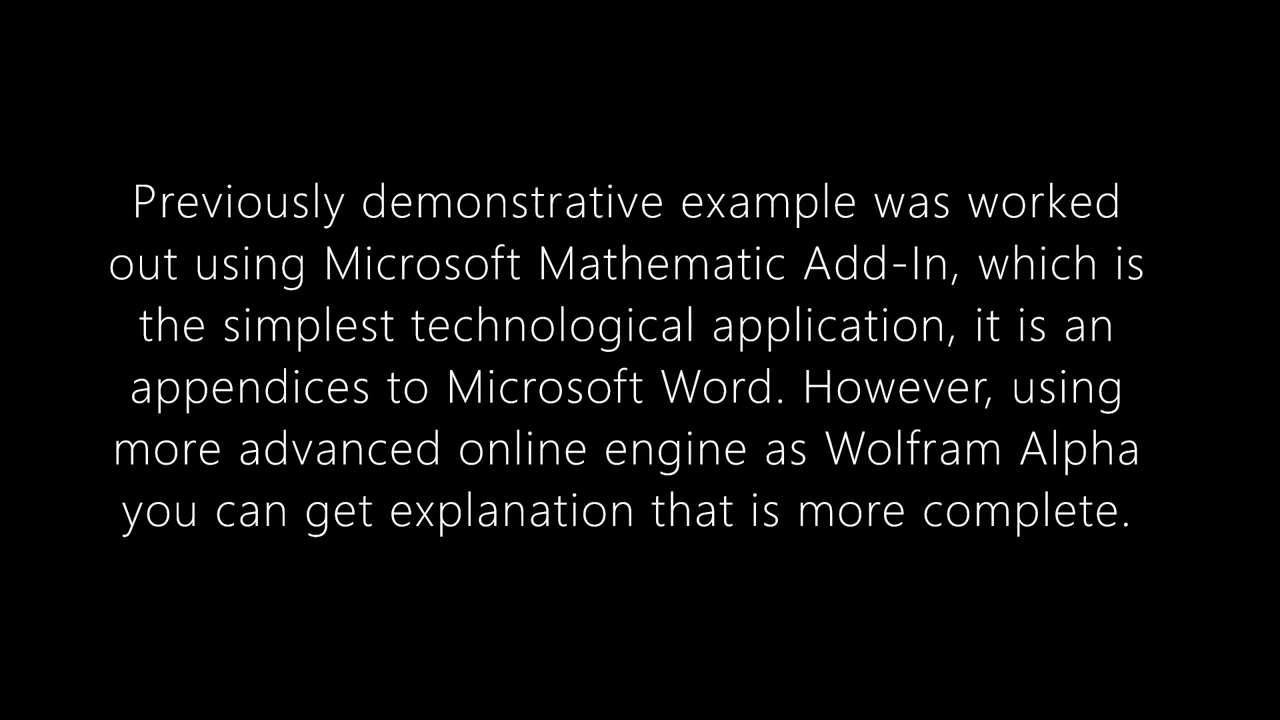 Previously demonstrative example was worked
out using Microsoft Mathematic Add-In, which is
the simplest technological application, it is an
appendices to Microsoft Word. However, using
more advanced online engine as Wolfram Alpha
you can get explanation that is more complete.